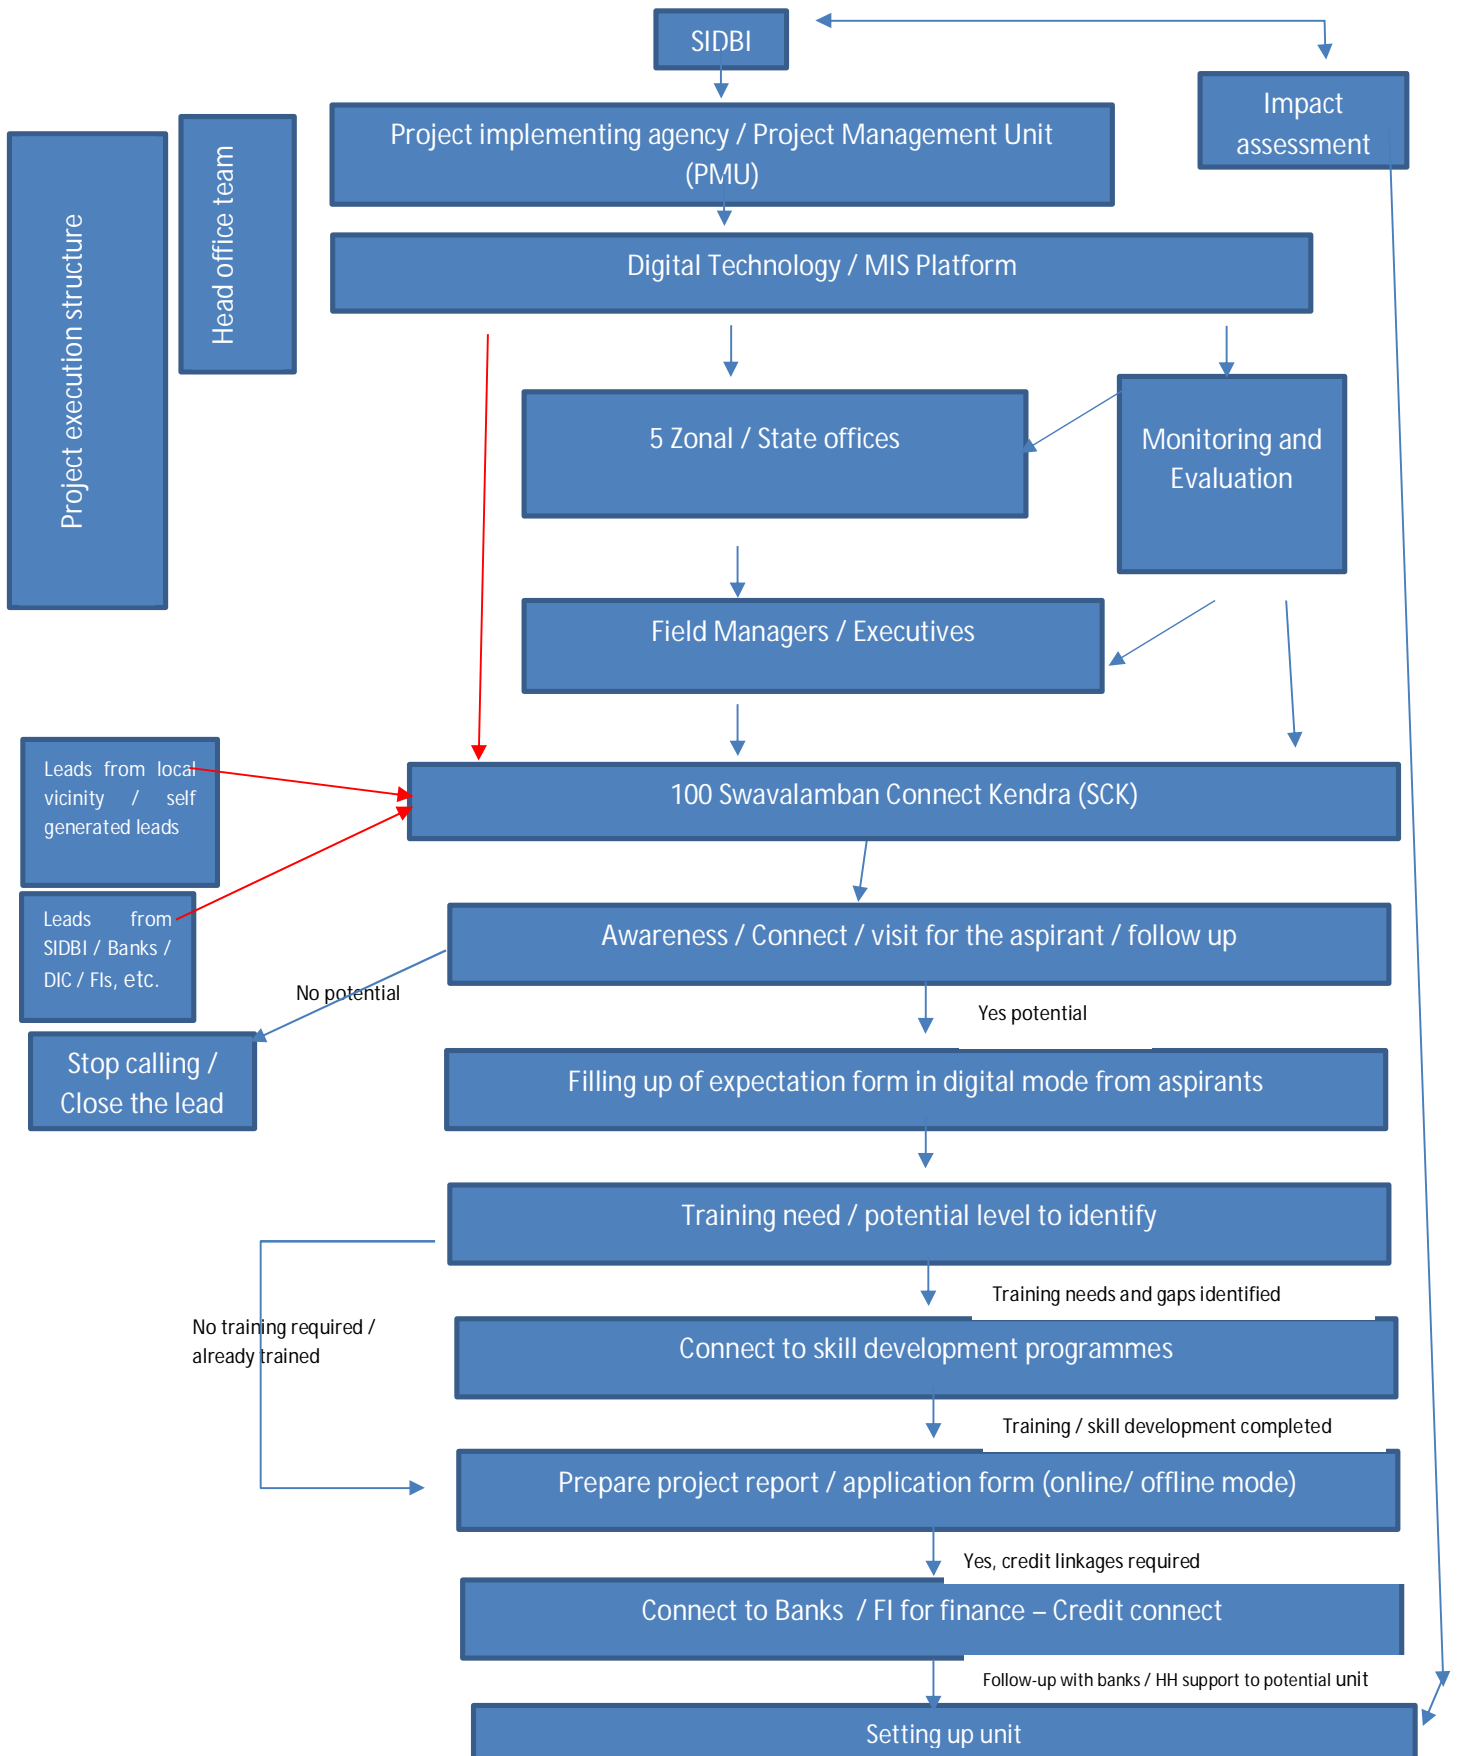 SIDBI
Impact
assessment
Project implementing agency / Project Management Unit
(PMU)
Project execution structure
Head office team
Digital Technology / MIS Platform
5 Zonal / State offices
Monitoring and
Evaluation
Field Managers / Executives
Leads from local
vicinity / self
generated leads
100 Swavalamban Connect Kendra (SCK)
Leads from
SIDBI / Banks /
DIC / FIs, etc.
Awareness / Connect / visit for the aspirant / follow up
No potential
Yes potential
Stop calling /
Close the lead
Filling up of expectation form in digital mode from aspirants
Training need / potential level to identify
Training needs and gaps identified
No training required /
already trained
Connect to skill development programmes
Training / skill development completed
Prepare project report / application form (online/ offline mode)
Yes, credit linkages required
Connect to Banks / FI for finance – Credit connect
Follow-up with banks / HH support to potential unit
Setting up unit